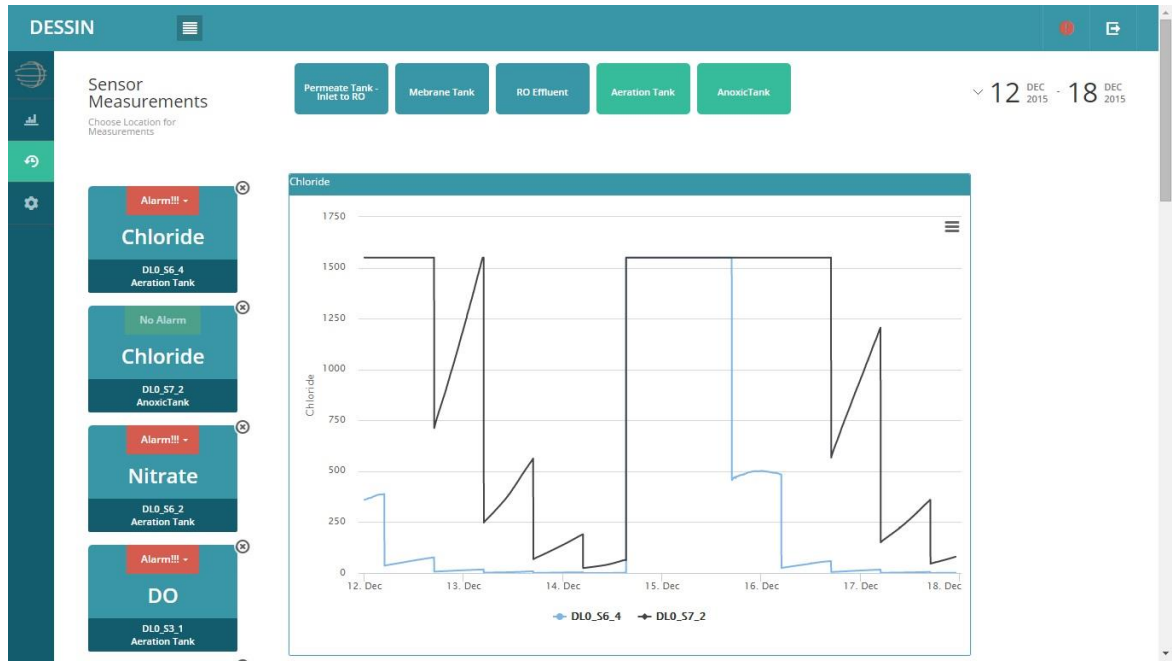 DESSIN
Sensor
Measurements
Choose Location for
Measurements
Permeate Tank -
Inlet to RO
Mebrane Tank
RO Effluent
Aeration Tank
AnoxicTank
12 DEC 2015 - 18 DEC 2015
Alarm!!!
Chloride
DL0_S6_4
Aeration Tank
No Alarm
Chloride
DL0_S7_2
AnoxicTank
Alarm!!!
Nitrate
DL0_S6_2
Aeration Tank
Alarm!!!
DO
DL0_S3_1
Aeration Tank
Chloride
1750
1500
1250
1000
750
500
250
0
Chloride
12. Dec
13. Dec
14. Dec
15. Dec
16. Dec
17. Dec
18. Dec
DL0_S6_4
DL0_S7_2